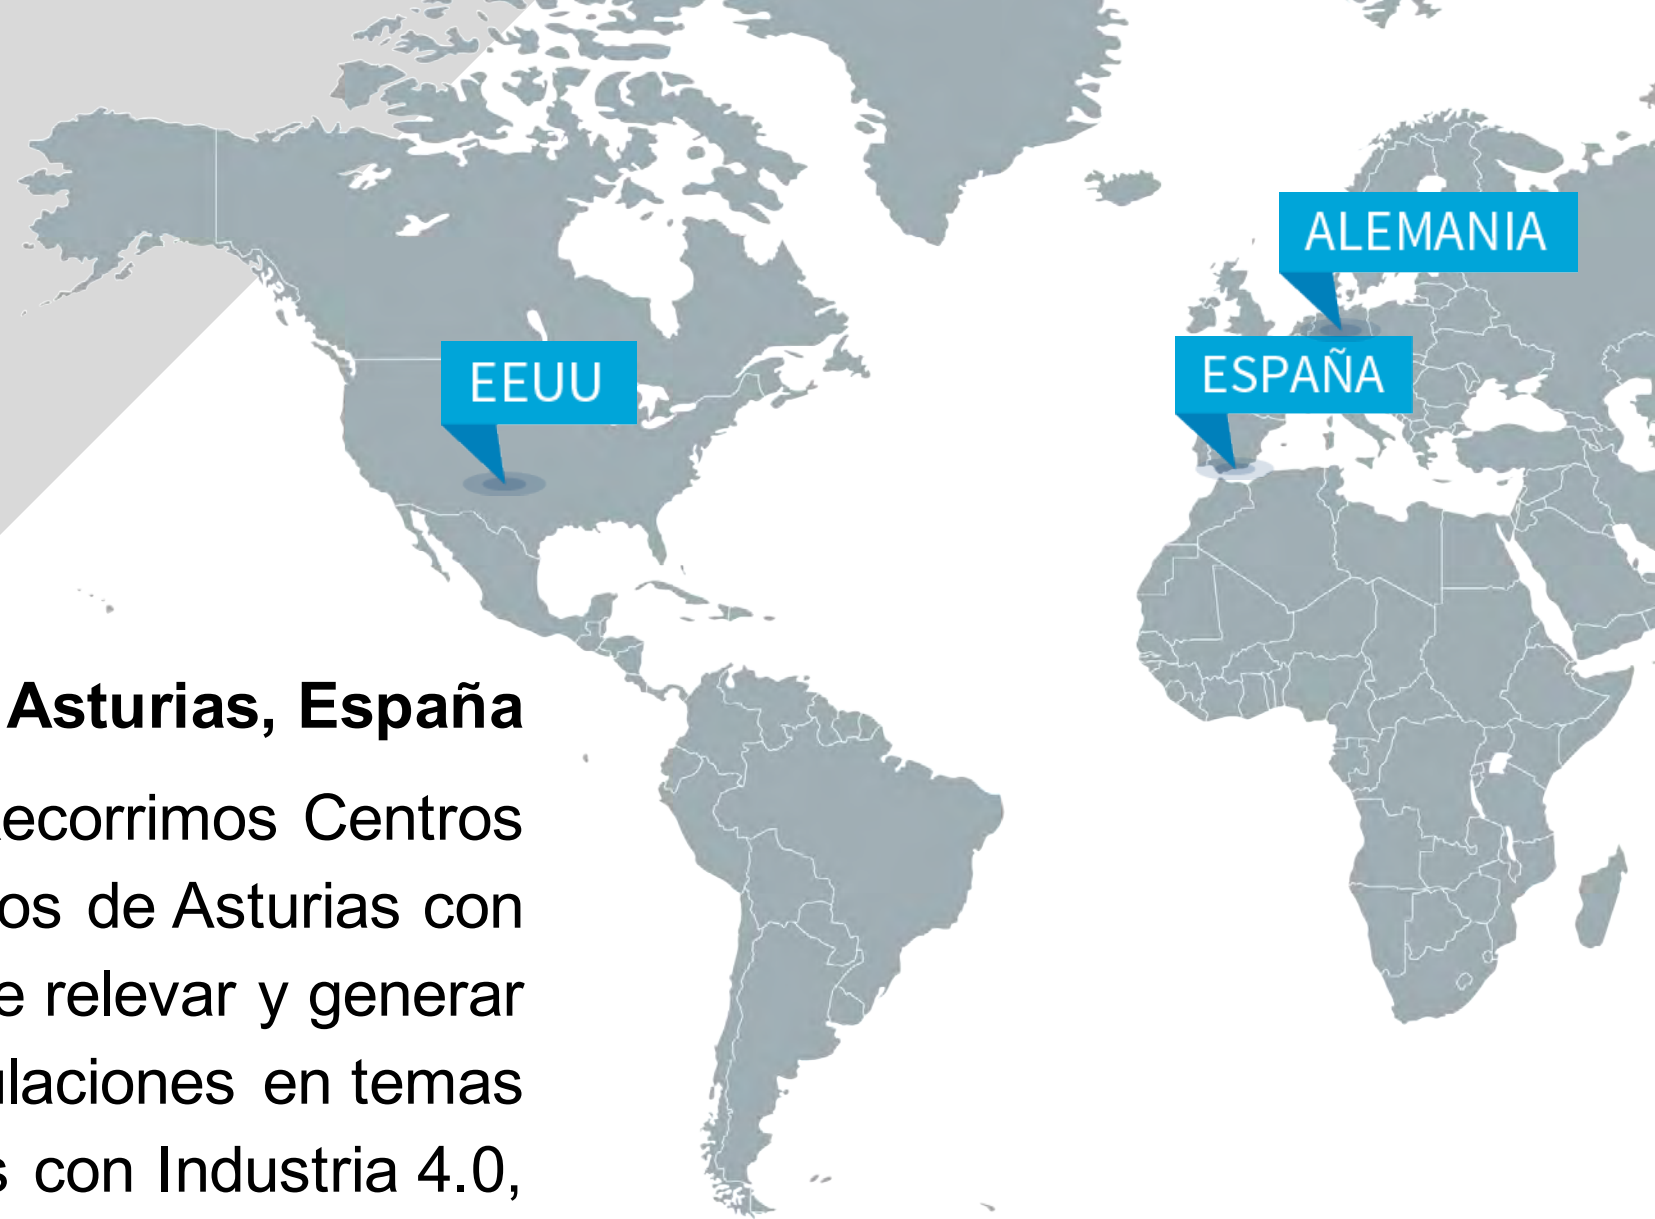 ALEMANIA
EEUU
ESPAÑA
Asturias, España
ecorrimos Centros
os de Asturias con
e relevar y generar
ulaciones en temas
s con Industria 4.0,